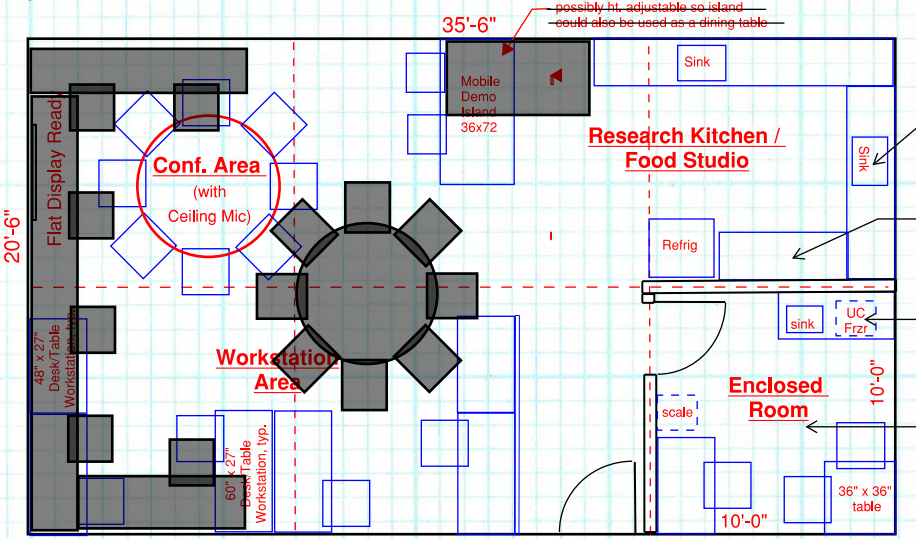 possibly ht. adjustable so island
could also be used as a dining table
35'-6"
Sink
Mobile
Demo
Island
36x72
Research Kitchen /
Food Studio
Sink
Flat Display Ready
Conf. Area
(with
Ceiling Mic)
20'-6"
Refrig
sink
UC
Frzr
48" x 27"
Desk/Table
Workstation, typ.
Workstation
Area
Enclosed
Room
10'-0"
scale
60" x 27"
Desk/Table
Workstation, typ.
36" x 36"
table
10'-0"